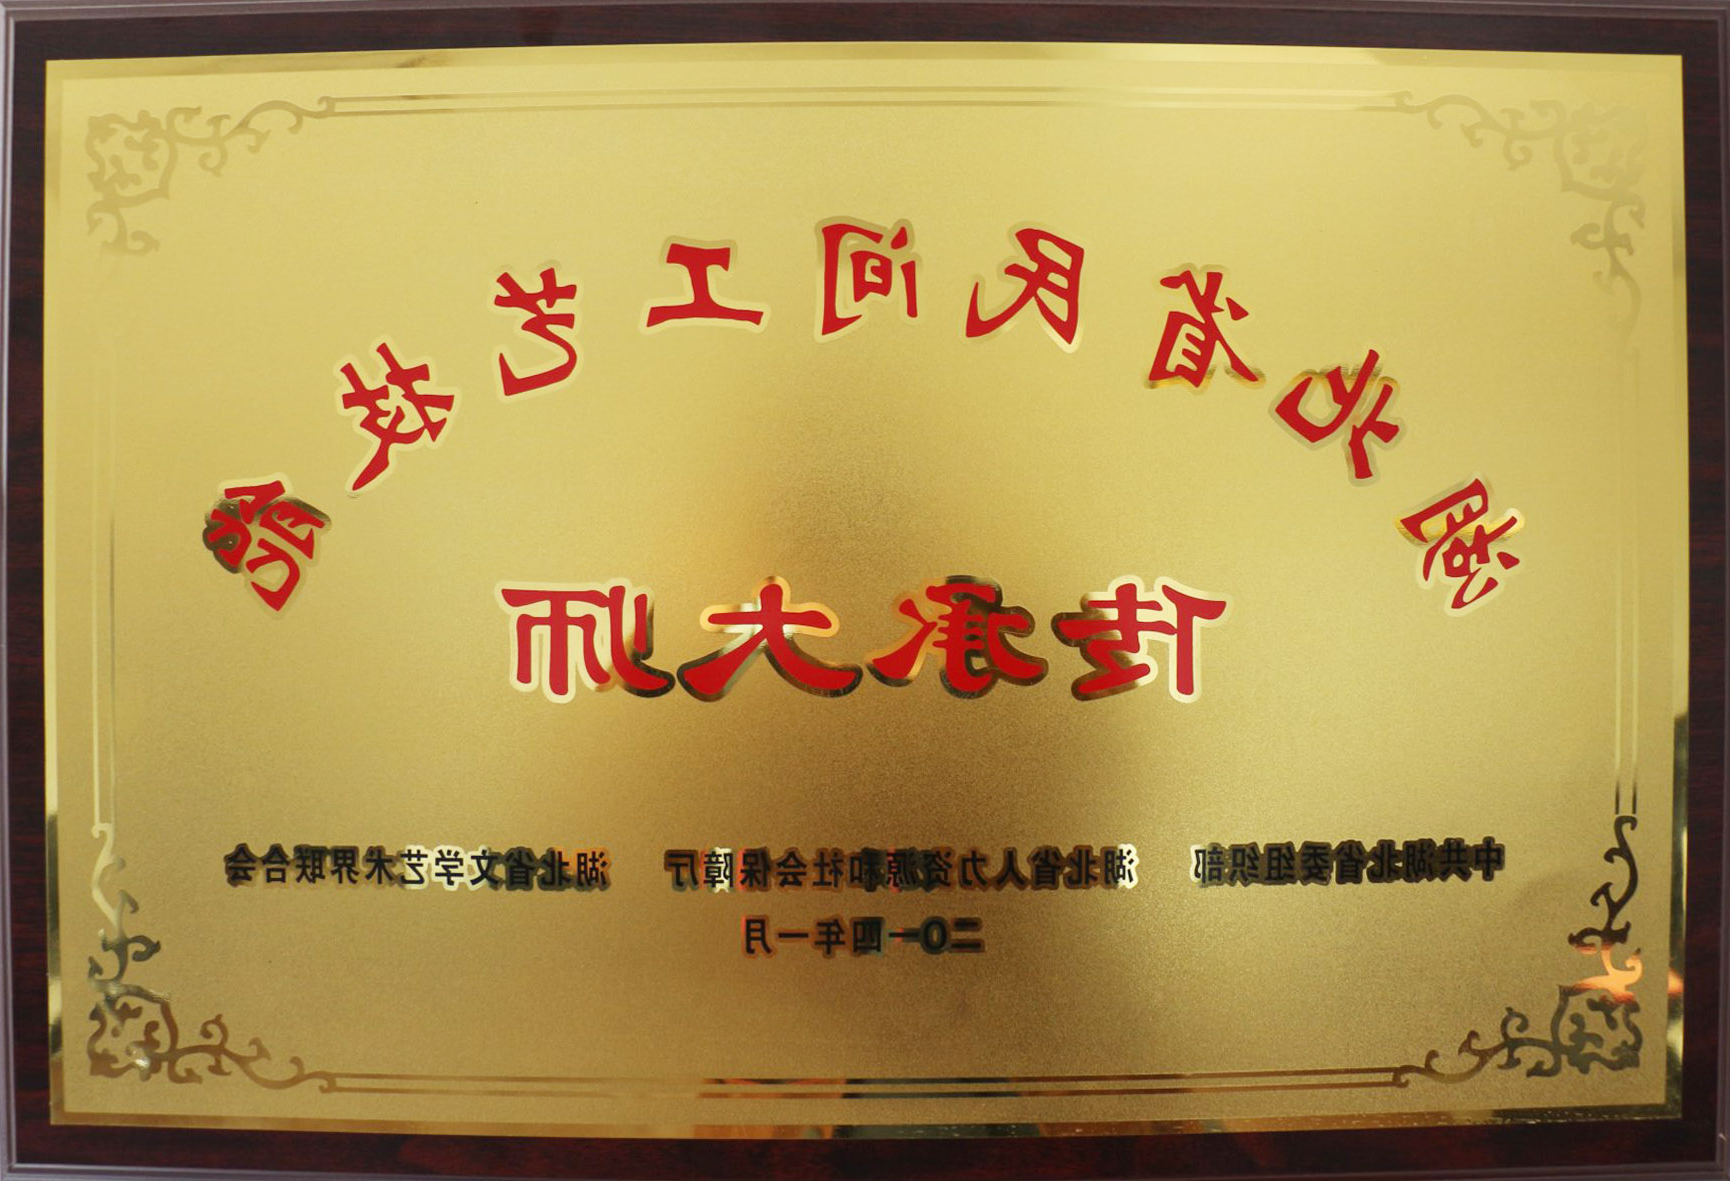 湖北省民间工艺技能
传承大师
中共湖北省委组织部 湖北省人力资源和社会保障厅 湖北省文学艺术界联合会
二〇一四年一月